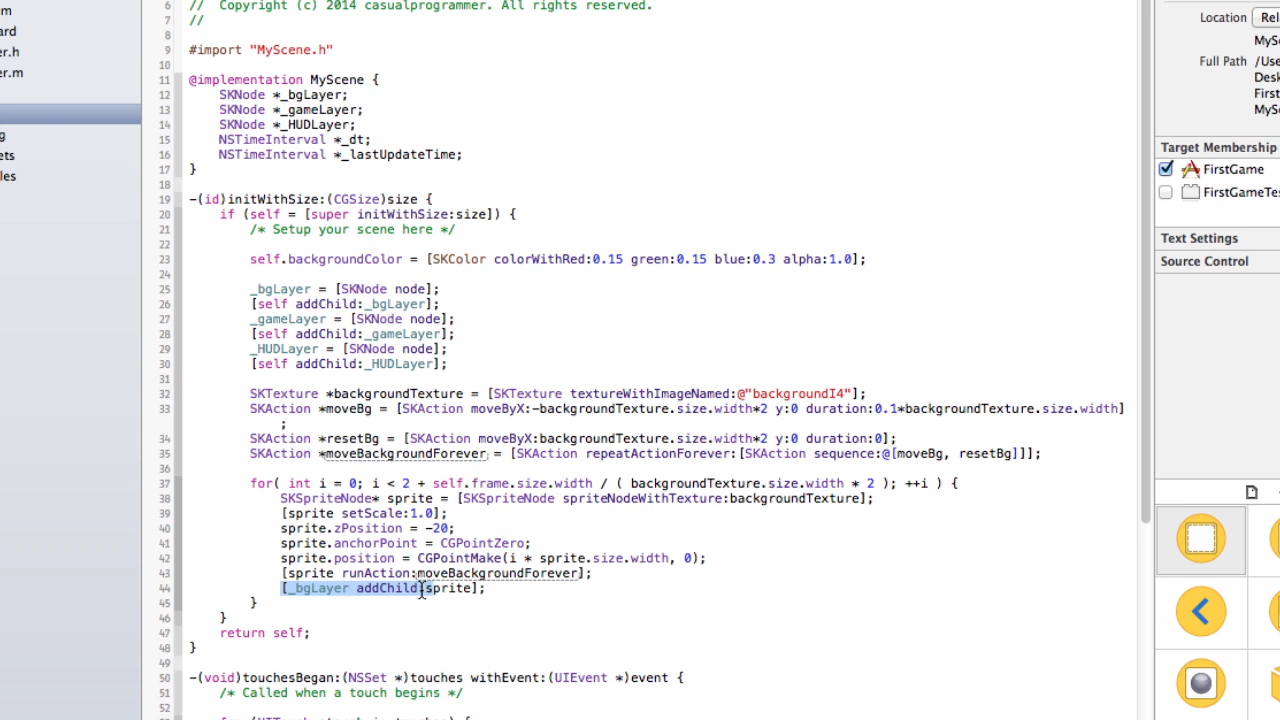 m
ard
er.h
er.m
g
ets
les
6 //  Copyright (c) 2014 casualprogrammer. All rights reserved.
7 //
8
9 #import "MyScene.h"
10
11 @implementation MyScene {
12 SKNode *_bgLayer;
13 SKNode *_gameLayer;
14 SKNode *_HUDLayer;
15 NSTimeInterval *_dt;
16 NSTimeInterval *_lastUpdateTime;
17 }
18
19 -(id)initWithSize:(CGSize)size {
20 if (self = [super initWithSize:size]) {
21 /* Setup your scene here */
22
23 self.backgroundColor = [SKColor colorWithRed:0.15 green:0.15 blue:0.3 alpha:1.0];
24
25 _bgLayer = [SKNode node];
26 [self addChild:_bgLayer];
27 _gameLayer = [SKNode node];
28 [self addChild:_gameLayer];
29 _HUDLayer = [SKNode node];
30 [self addChild:_HUDLayer];
31
32 SKTexture *backgroundTexture = [SKTexture textureWithImageNamed:@"backgroundI4"];
33 SKAction *moveBg = [SKAction moveByX:-backgroundTexture.size.width*2 y:0 duration:0.1*backgroundTexture.size.width]
;
34 SKAction *resetBg = [SKAction moveByX:backgroundTexture.size.width*2 y:0 duration:0];
35 SKAction *moveBackgroundForever = [SKAction repeatActionForever:[SKAction sequence:@[moveBg, resetBg]]];
36
37 for( int i = 0; i < 2 + self.frame.size.width / ( backgroundTexture.size.width * 2 ); ++i ) {
38 SKSpriteNode* sprite = [SKSpriteNode spriteNodeWithTexture:backgroundTexture];
39 [sprite setScale:1.0];
40 sprite.zPosition = -20;
41 sprite.anchorPoint = CGPointZero;
42 sprite.position = CGPointMake(i * sprite.size.width, 0);
43 [sprite runAction:moveBackgroundForever];
44 [_bgLayer addChild:sprite];
45 }
46 }
47 return self;
48 }
49
50 -(void)touchesBegan:(NSSet *)touches withEvent:(UIEvent *)event {
51 /* Called when a touch begins */
52
Location Rel
MySc
Full Path /Use
Desk
First
MySc
Target Membership
FirstGame
FirstGameTes
Text Settings
Source Control